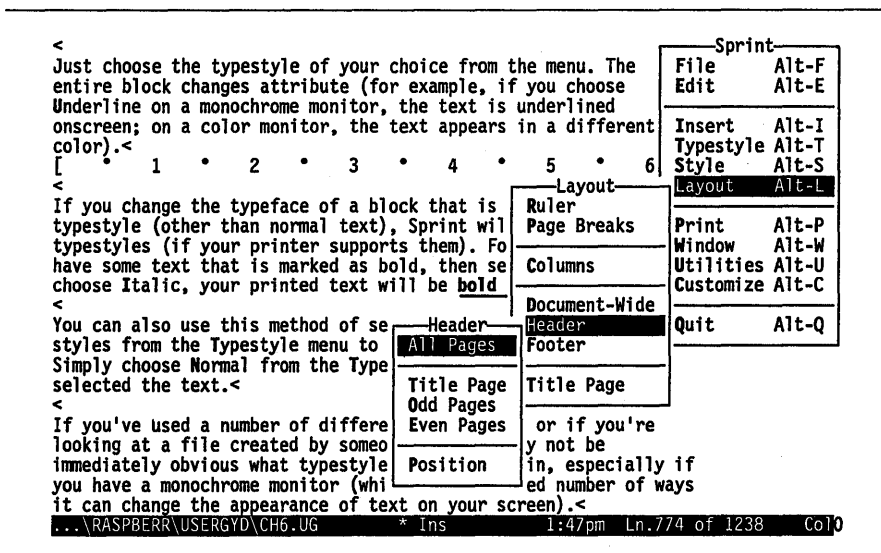 <
Just choose the typestyle of your choice from the menu. The
entire block changes attribute (for example, if you choose
Underline on a monochrome monitor, the text is underlined
onscreen; on a color monitor, the text appears in a different
color).<
[ • 1 • 2 • 3 • 4 • 5 • 6
<
If you change the typeface of a block that is
typestyle (other than normal text), Sprint wil
typestyles (if your printer supports them). Fo
have some text that is marked as bold, then se
choose Italic, your printed text will be bold
<
You can also use this method of se
styles from the Typestyle menu to
Simply choose Normal from the Type
selected the text.<
<
If you've used a number of differe or if you're
looking at a file created by someo y not be
immediately obvious what typestyle in, especially if
you have a monochrome monitor (whi ed number of ways
it can change the appearance of text on your screen).<
...\RASPBERR\USERGYD\CH6.UG * Ins 1:47pm Ln.774 of 1238 Col0
Sprint
File Alt-F
Edit Alt-E
Insert Alt-I
Typestyle Alt-T
Style Alt-S
Layout Alt-L
Print Alt-P
Window Alt-W
Utilities Alt-U
Customize Alt-C
Quit Alt-Q
Layout
Ruler
Page Breaks
Columns
Document-Wide
Header
Footer
Title Page
Header
All Pages
Title Page
Odd Pages
Even Pages
Position